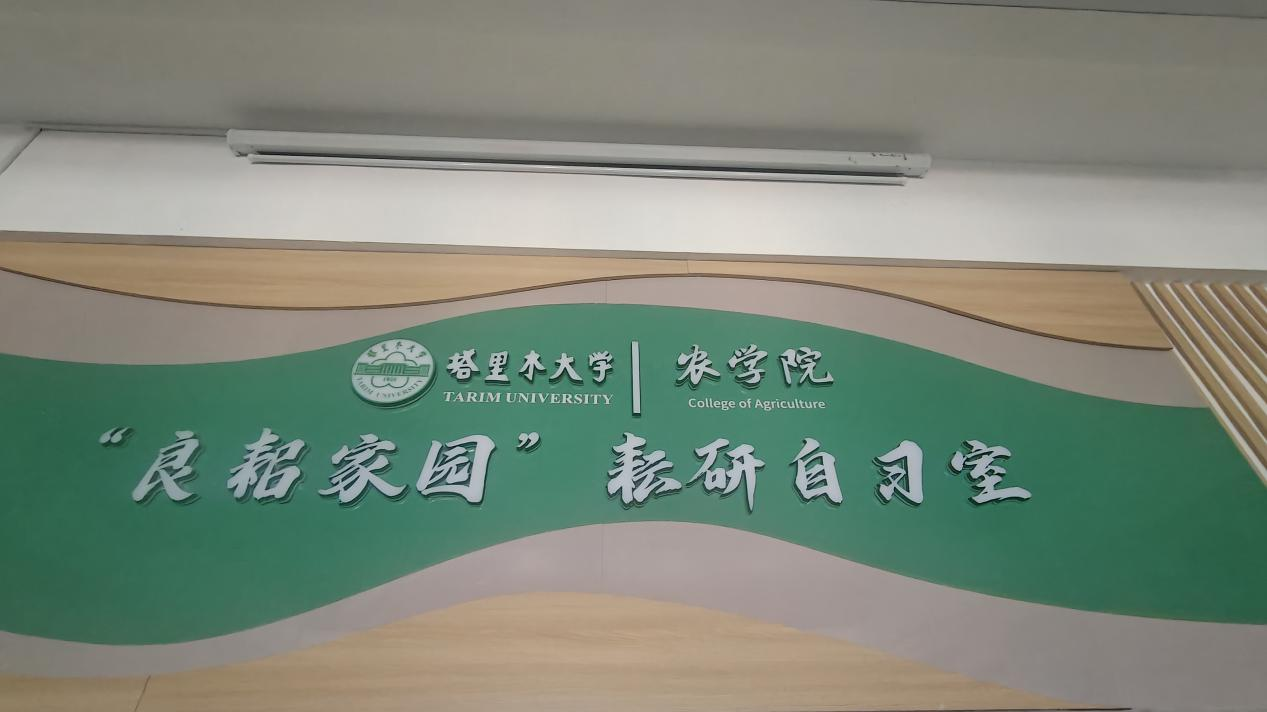 塔里木大学 | 农学院
TARIM UNIVERSITY College of Agriculture
“良耜家园” 耘研自习室